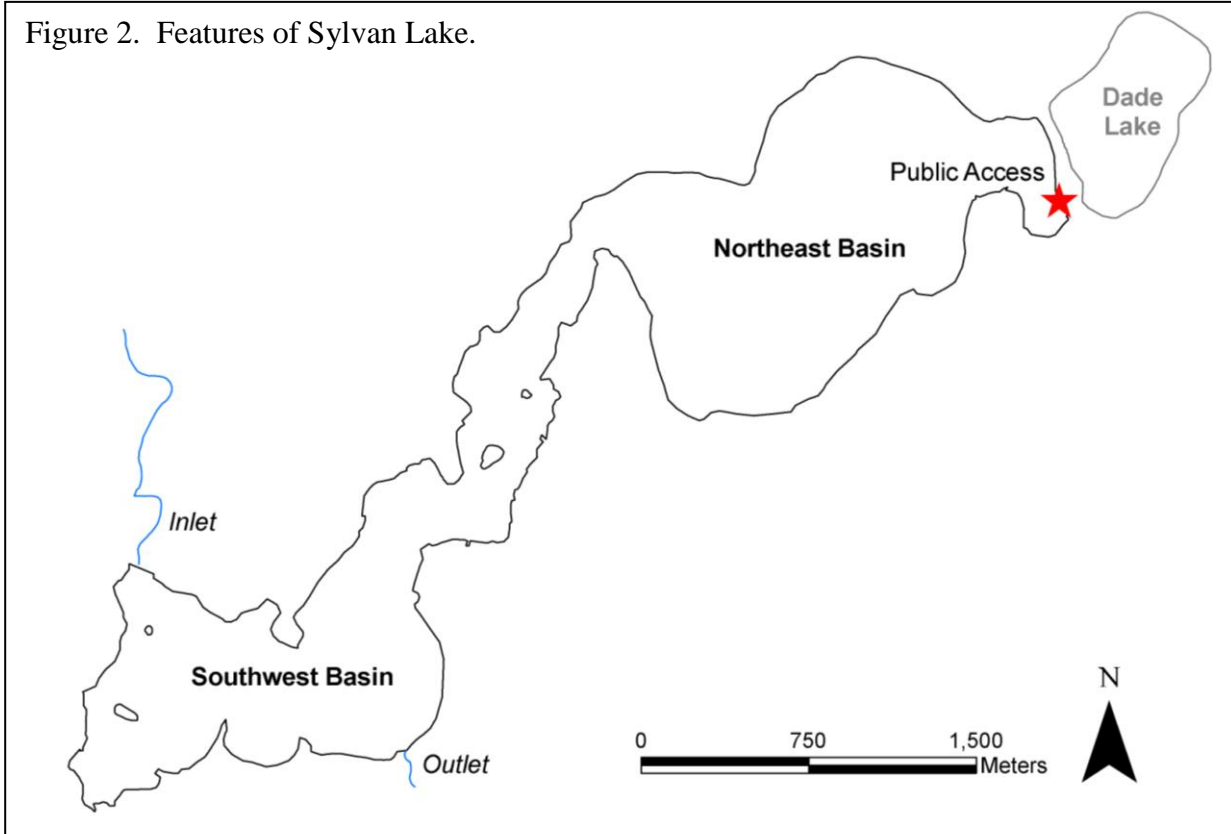 Figure 2.  Features of Sylvan Lake.
Dade
Lake
Public Access
Northeast Basin
Inlet
Southwest Basin
Outlet
N
0 750 1,500
Meters